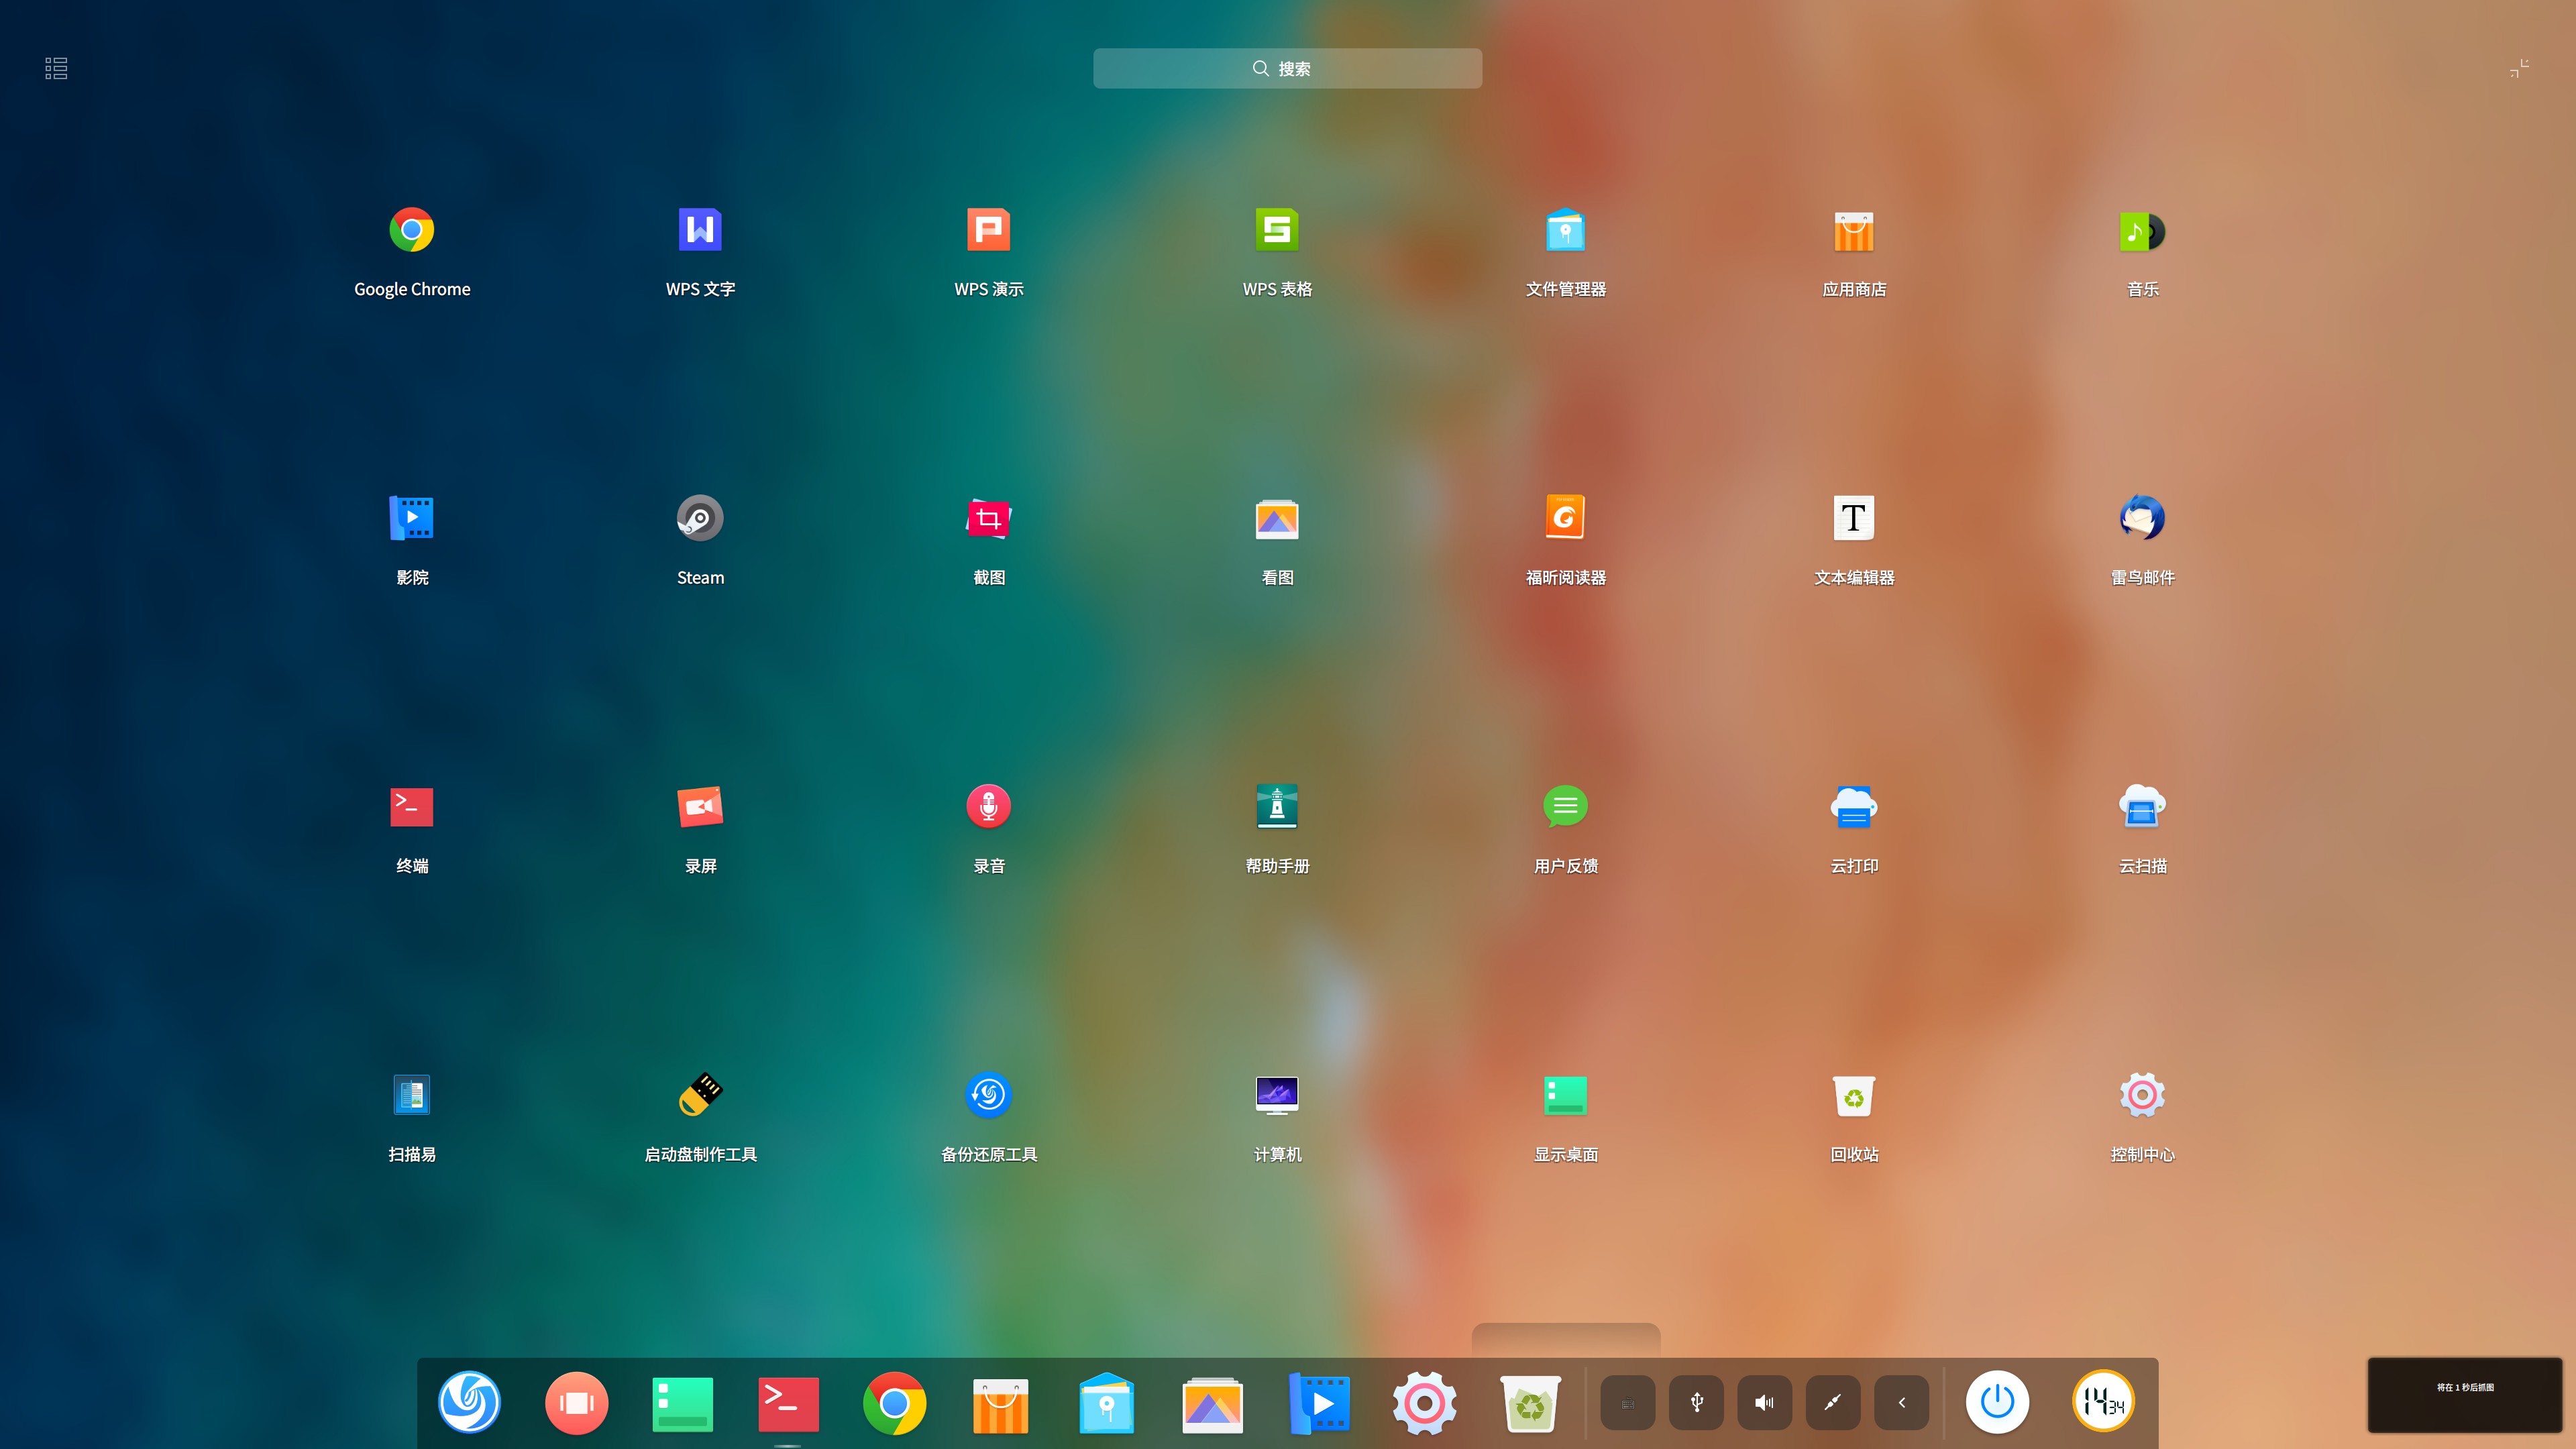 搜索
Google Chrome
WPS 文字
WPS 演示
WPS 表格
文件管理器
应用商店
音乐
影院
Steam
截图
看图
福昕阅读器
文本编辑器
雷鸟邮件
终端
录屏
录音
帮助手册
用户反馈
云打印
云扫描
扫描易
启动盘制作工具
备份还原工具
计算机
显示桌面
回收站
控制中心
14 34
将在 1 秒后抓图